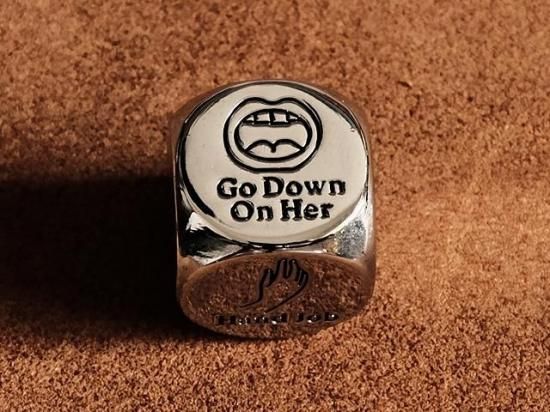 Go Down
On Her
Hand Job